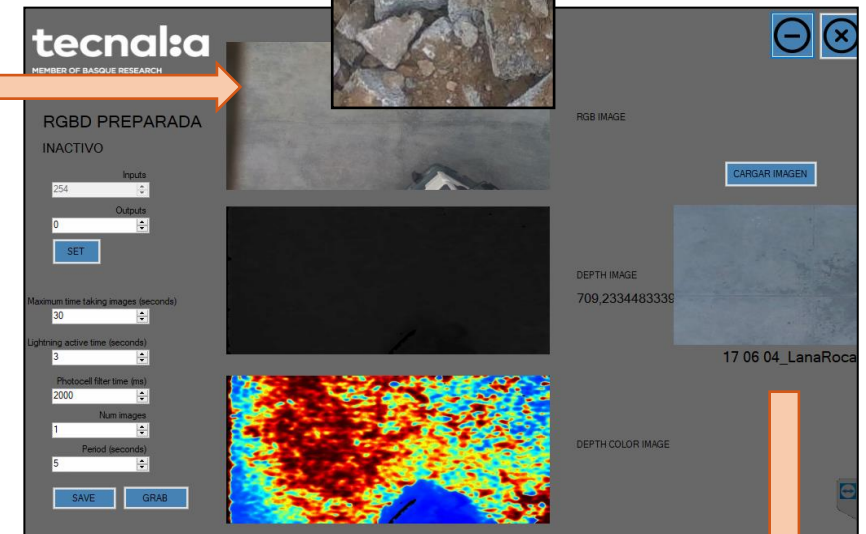 tecnal:a
MEMBER OF BASQUE RESEARCH
RGBD PREPARADA
INACTIVO
Inputs
254
Outputs
0
SET
Maximum time taking images (seconds)
30
Lightning active time (seconds)
3
Photocell filter time (ms)
2000
Num images
1
Period (seconds)
5
SAVE GRAB
RGB IMAGE
CARGAR IMAGEN
DEPTH IMAGE
709,2334483339
17 06 04_LanaRoca
DEPTH COLOR IMAGE